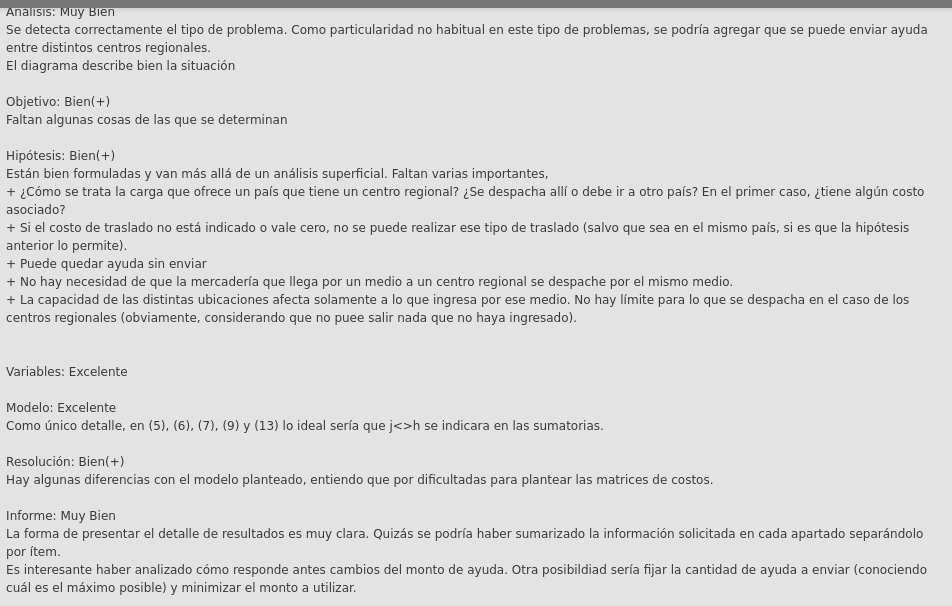 Análisis: Muy Bien
Se detecta correctamente el tipo de problema. Como particularidad no habitual en este tipo de problemas, se podría agregar que se puede enviar ayuda
entre distintos centros regionales.
El diagrama describe bien la situación
Objetivo: Bien(+)
Faltan algunas cosas de las que se determinan
Hipótesis: Bien(+)
Están bien formuladas y van más allá de un análisis superficial. Faltan varias importantes,
+ ¿Cómo se trata la carga que ofrece un país que tiene un centro regional? ¿Se despacha allí o debe ir a otro país? En el primer caso, ¿tiene algún costo
asociado?
+ Si el costo de traslado no está indicado o vale cero, no se puede realizar ese tipo de traslado (salvo que sea en el mismo país, si es que la hipótesis
anterior lo permite).
+ Puede quedar ayuda sin enviar
+ No hay necesidad de que la mercadería que llega por un medio a un centro regional se despache por el mismo medio.
+ La capacidad de las distintas ubicaciones afecta solamente a lo que ingresa por ese medio. No hay límite para lo que se despacha en el caso de los
centros regionales (obviamente, considerando que no puee salir nada que no haya ingresado).
Variables: Excelente
Modelo: Excelente
Como único detalle, en (5), (6), (7), (9) y (13) lo ideal sería que j<>h se indicara en las sumatorias.
Resolución: Bien(+)
Hay algunas diferencias con el modelo planteado, entiendo que por dificultades para plantear las matrices de costos.
Informe: Muy Bien
La forma de presentar el detalle de resultados es muy clara. Quizás se podría haber sumarizado la información solicitada en cada apartado separándolo
por ítem.
Es interesante haber analizado cómo responde antes cambios del monto de ayuda. Otra posibildiad sería fijar la cantidad de ayuda a enviar (conociendo
cuál es el máximo posible) y minimizar el monto a utilizar.